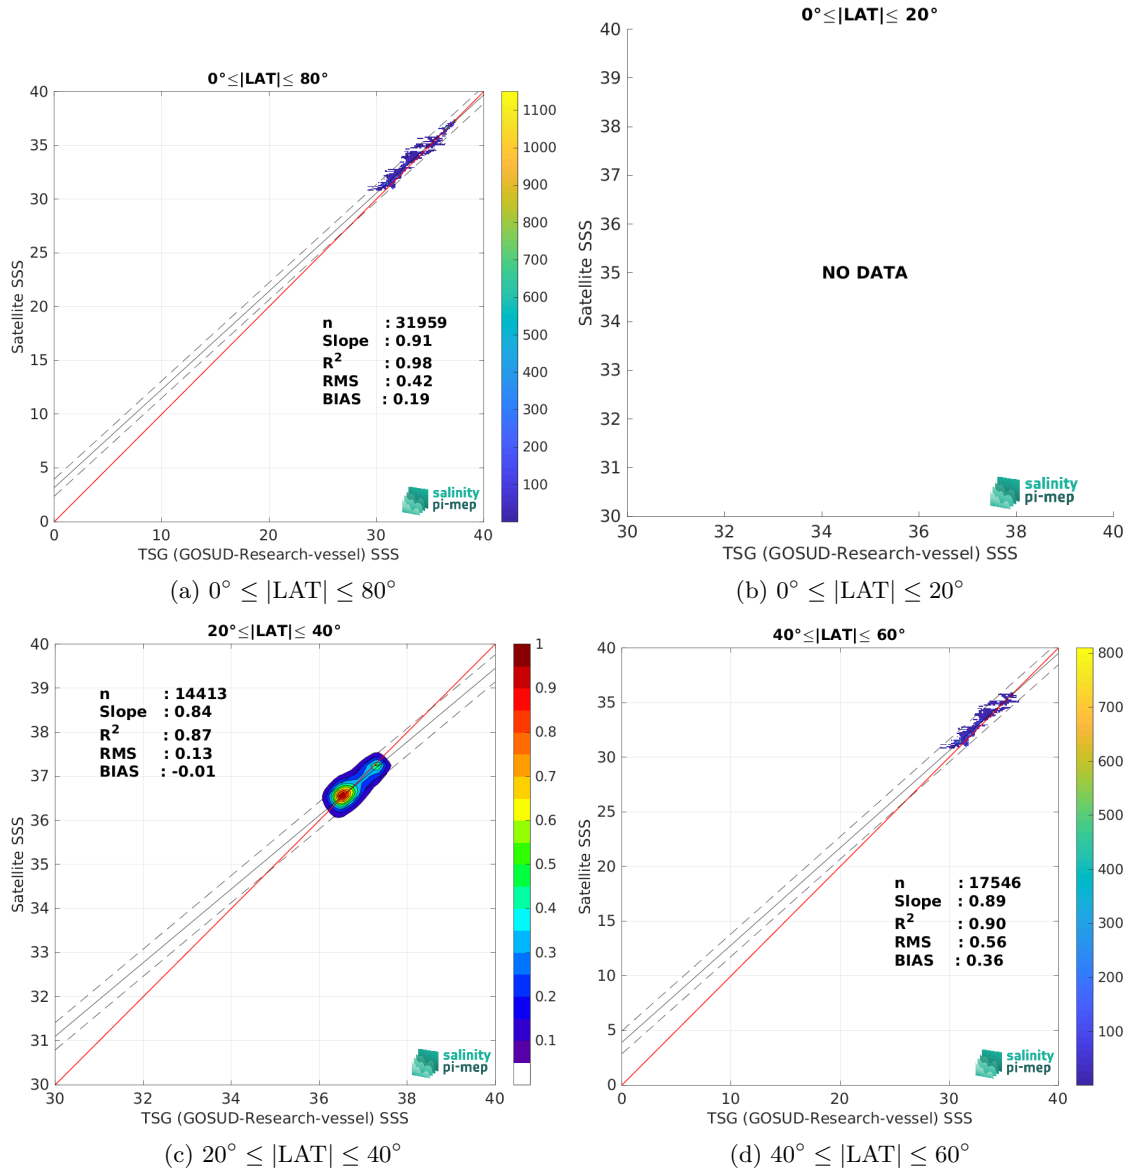 0°≤|LAT|≤ 80°
40
35
30
25
20
15
10
5
0
Satellite SSS
n : 31959
Slope : 0.91
R² : 0.98
RMS : 0.42
BIAS : 0.19
salinity
pi-mep
0 10 20 30 40
TSG (GOSUD-Research-vessel) SSS
1100
1000
900
800
700
600
500
400
300
200
100
(a) 0° ≤ |LAT| ≤ 80°
0°≤|LAT|≤ 20°
40
39
38
37
36
35
34
33
32
31
30
Satellite SSS
NO DATA
salinity
pi-mep
30 32 34 36 38 40
TSG (GOSUD-Research-vessel) SSS
(b) 0° ≤ |LAT| ≤ 20°
20°≤|LAT|≤ 40°
40
39
38
37
36
35
34
33
32
31
30
Satellite SSS
n : 14413
Slope : 0.84
R² : 0.87
RMS : 0.13
BIAS : -0.01
salinity
pi-mep
30 32 34 36 38 40
TSG (GOSUD-Research-vessel) SSS
1
0.9
0.8
0.7
0.6
0.5
0.4
0.3
0.2
0.1
(c) 20° ≤ |LAT| ≤ 40°
40°≤|LAT|≤ 60°
40
35
30
25
20
15
10
5
0
Satellite SSS
n : 17546
Slope : 0.89
R² : 0.90
RMS : 0.56
BIAS : 0.36
salinity
pi-mep
0 10 20 30 40
TSG (GOSUD-Research-vessel) SSS
800
700
600
500
400
300
200
100
(d) 40° ≤ |LAT| ≤ 60°